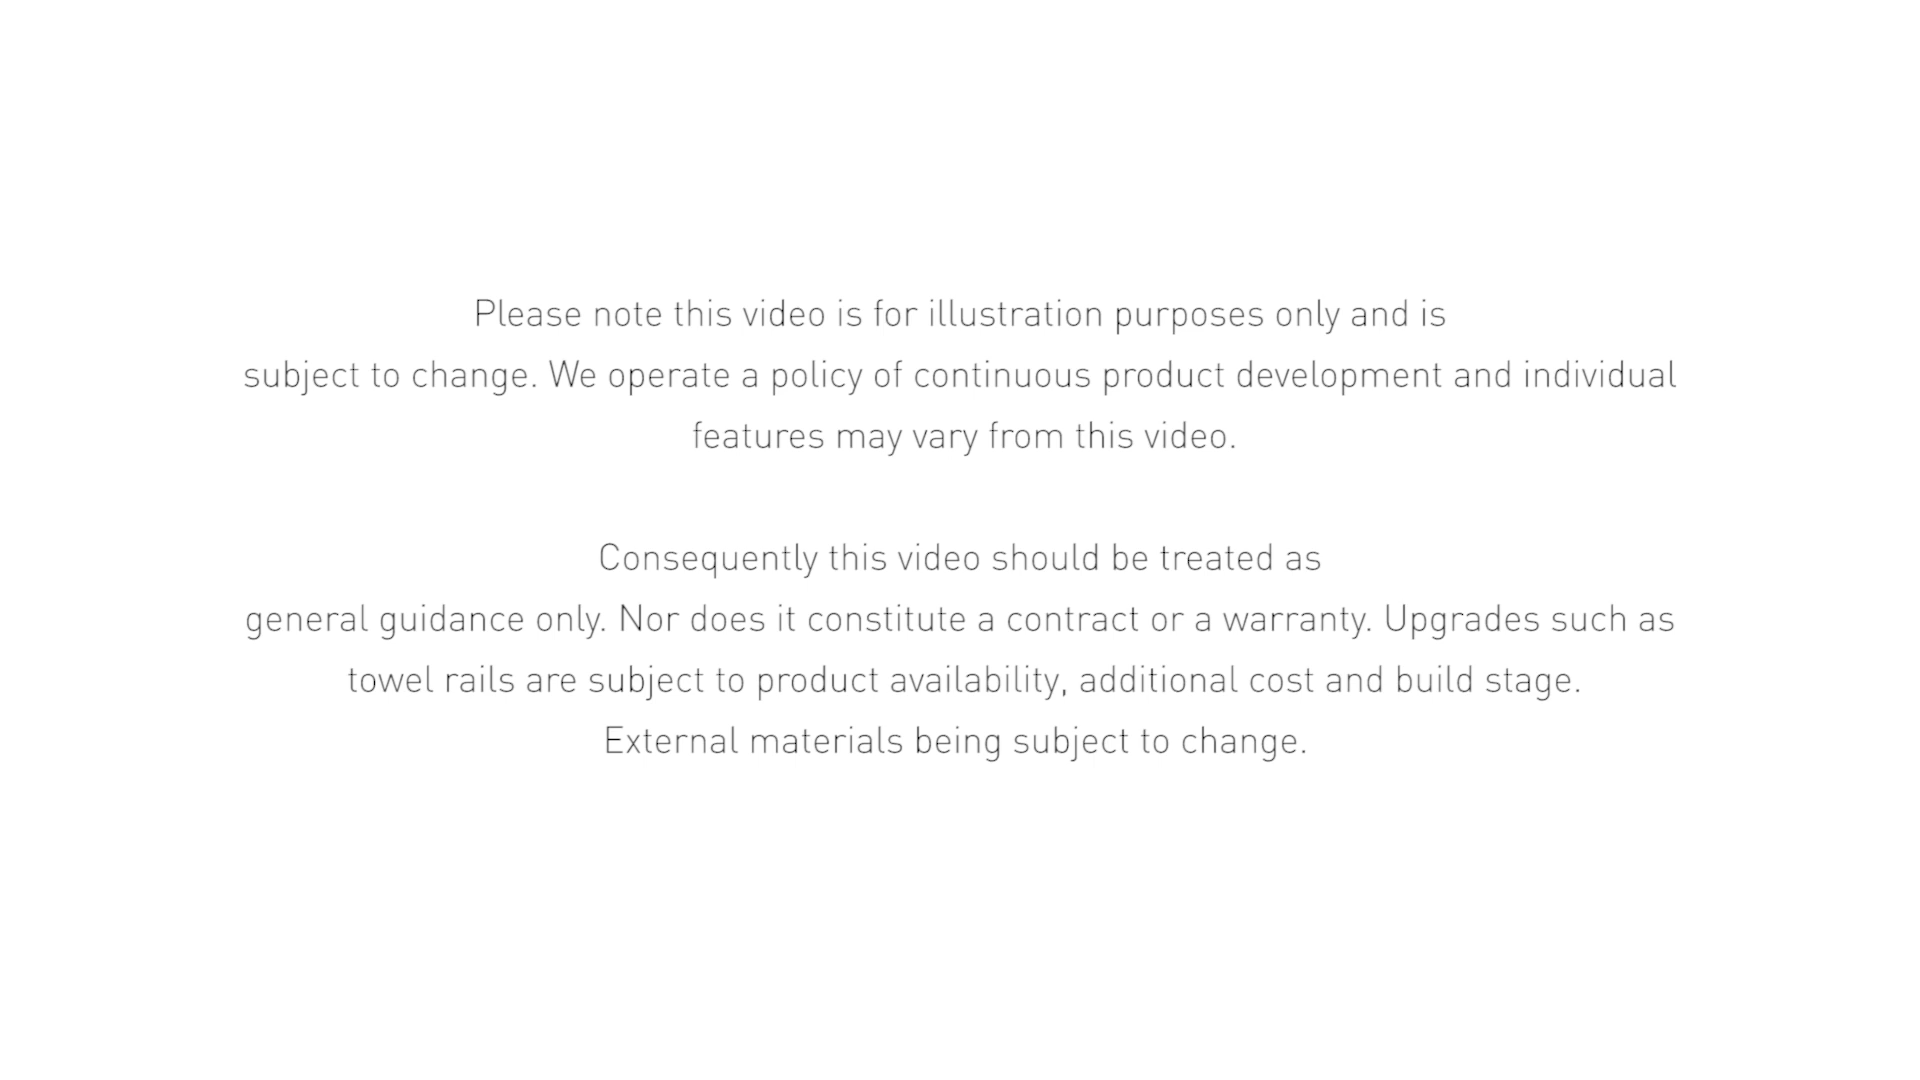 Please note this video is for illustration purposes only and is
subject to change. We operate a policy of continuous product development and individual
features may vary from this video.
Consequently this video should be treated as
general guidance only. Nor does it constitute a contract or a warranty. Upgrades such as
towel rails are subject to product availability, additional cost and build stage.
External materials being subject to change.